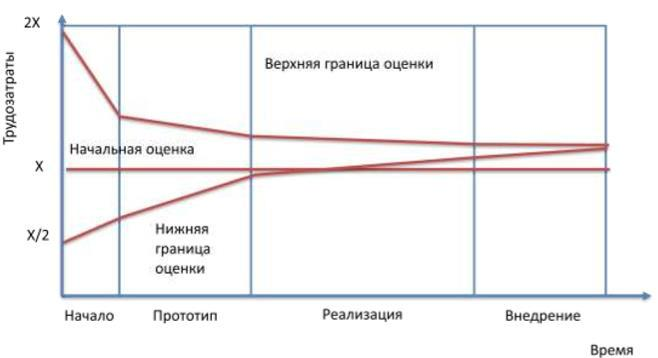 2X
Трудозатраты
Верхняя граница оценки
Начальная оценка
X
X/2
Нижняя
граница
оценки
Начало
Прототип
Реализация
Внедрение
Время